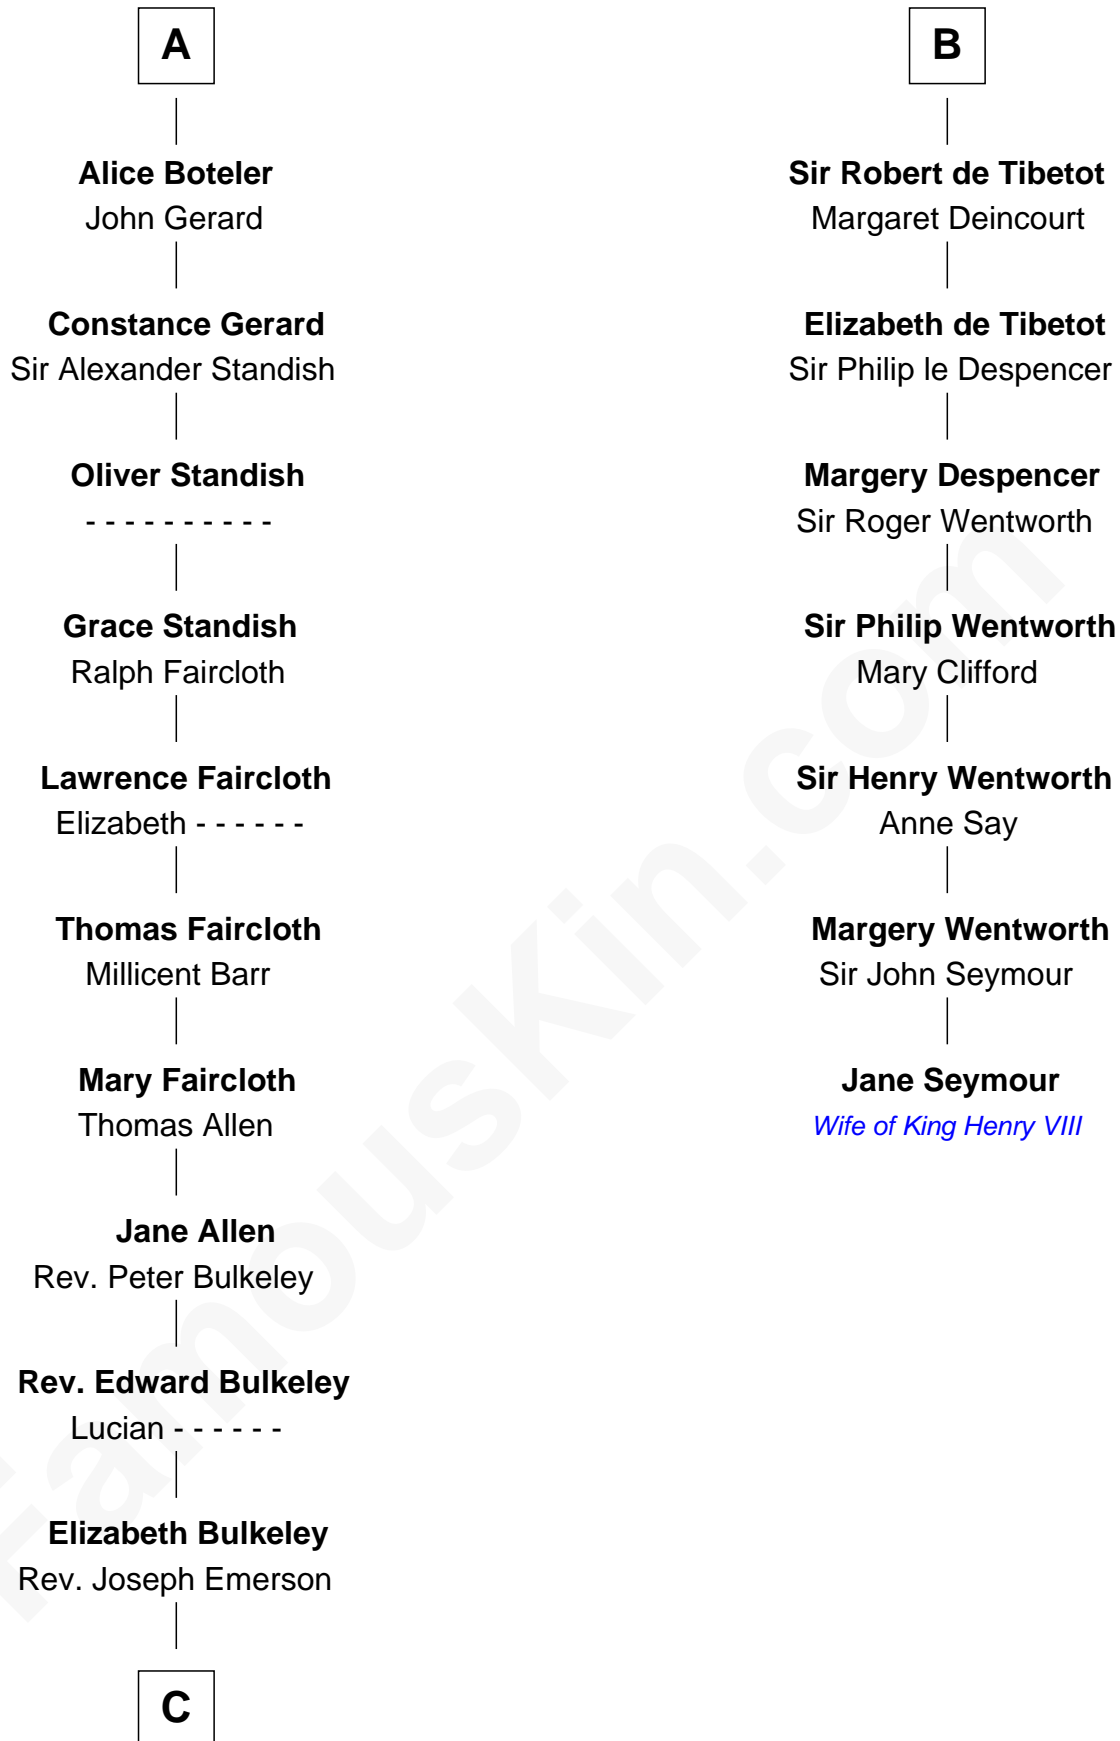 A
Alice Boteler
John Gerard
Constance Gerard
Sir Alexander Standish
Oliver Standish
- - - - - - - - - -
Grace Standish
Ralph Faircloth
Lawrence Faircloth
Elizabeth - - - - - -
Thomas Faircloth
Millicent Barr
Mary Faircloth
Thomas Allen
Jane Allen
Rev. Peter Bulkeley
Rev. Edward Bulkeley
Lucian - - - - - -
Elizabeth Bulkeley
Rev. Joseph Emerson
C
B
Sir Robert de Tibetot
Margaret Deincourt
Elizabeth de Tibetot
Sir Philip le Despencer
Margery Despencer
Sir Roger Wentworth
Sir Philip Wentworth
Mary Clifford
Sir Henry Wentworth
Anne Say
Margery Wentworth
Sir John Seymour
Jane Seymour
Wife of King Henry VIII
FamousKin.com